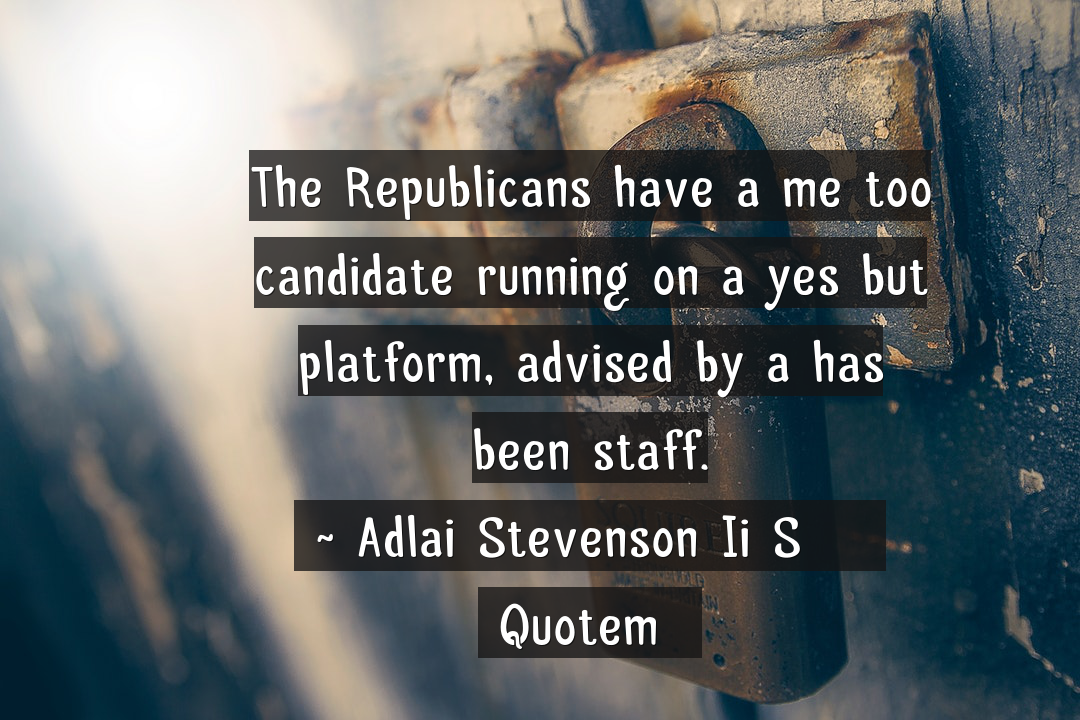 The Republicans have a me too
candidate running on a yes but
platform, advised by a has
been staff.
~ Adlai Stevenson Ii S
Quotem